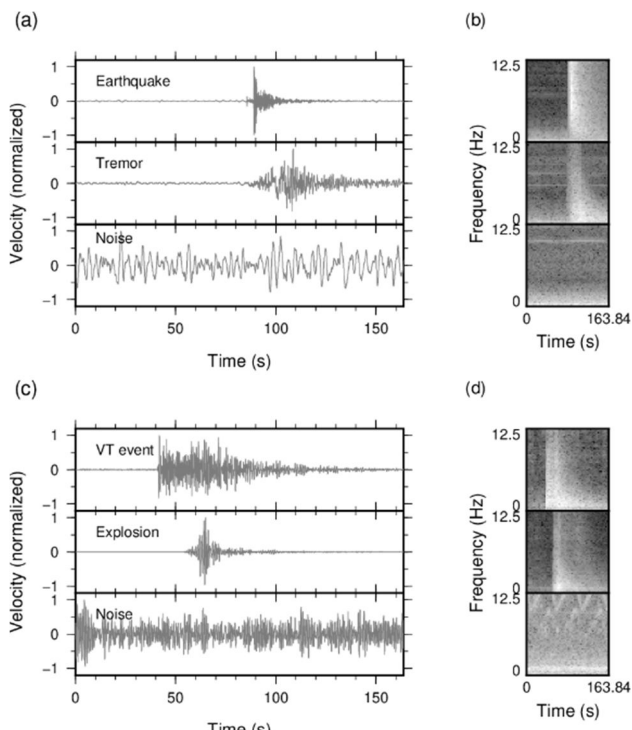 (a)
1
0
-1
Earthquake
1
0
-1
Tremor
1
0
-1
Noise
Velocity (normalized)
0 50 100 150
Time (s)
(b)
12.5
0
12.5
0
12.5
0
Frequency (Hz)
0 163.84
Time (s)
(c)
1
0
-1
VT event
1
0
-1
Explosion
1
0
-1
Noise
Velocity (normalized)
0 50 100 150
Time (s)
(d)
12.5
0
12.5
0
12.5
0
Frequency (Hz)
0 163.84
Time (s)